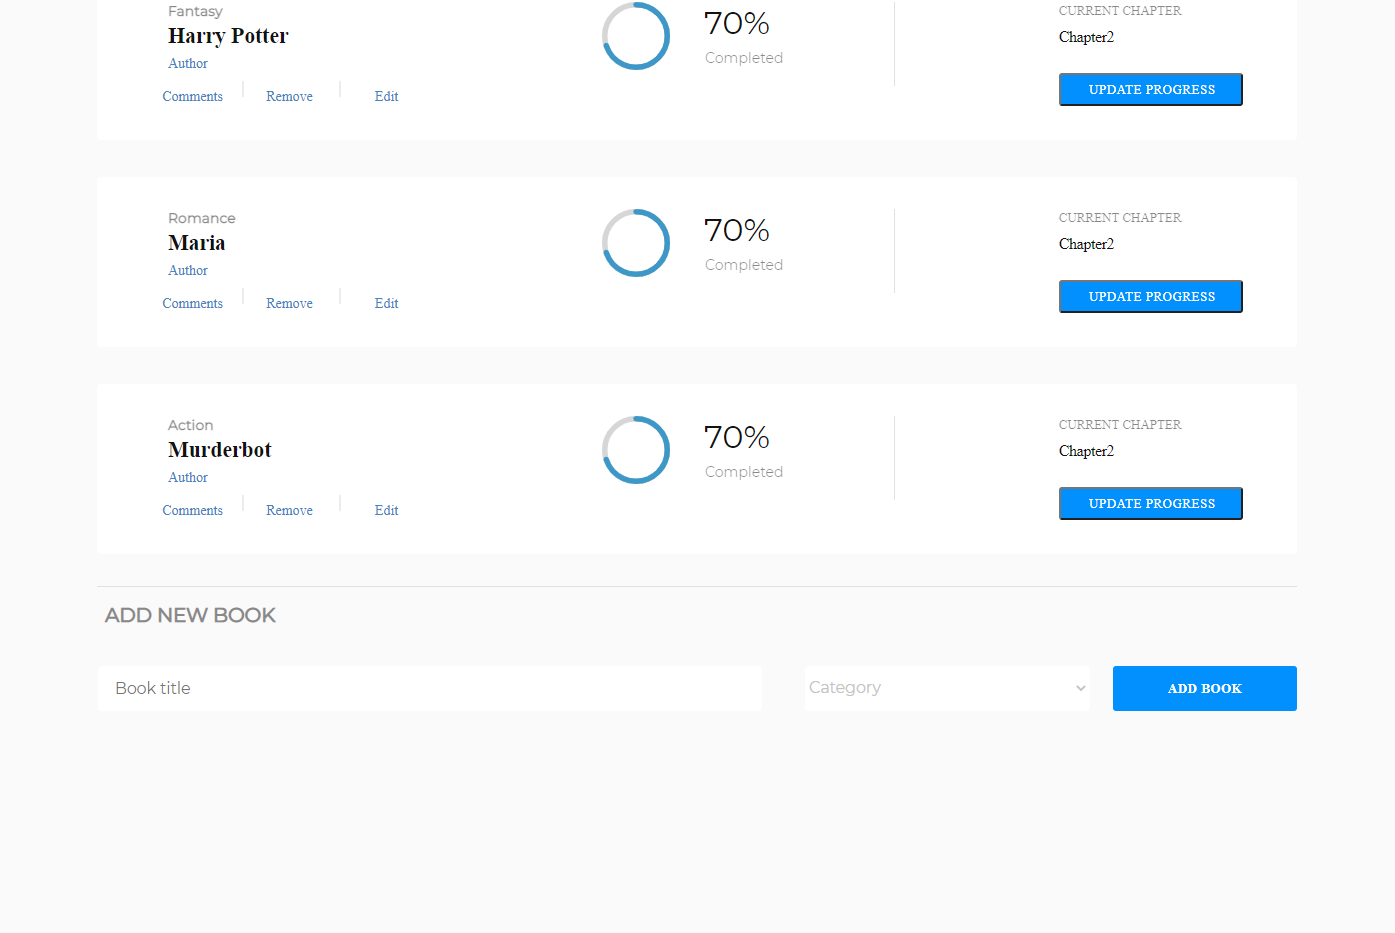 Fantasy
Harry Potter
Author
Comments Remove Edit
70%
Completed
CURRENT CHAPTER
Chapter2
UPDATE PROGRESS
Romance
Maria
Author
Comments Remove Edit
70%
Completed
CURRENT CHAPTER
Chapter2
UPDATE PROGRESS
Action
Murderbot
Author
Comments Remove Edit
70%
Completed
CURRENT CHAPTER
Chapter2
UPDATE PROGRESS
ADD NEW BOOK
Book title Category ADD BOOK